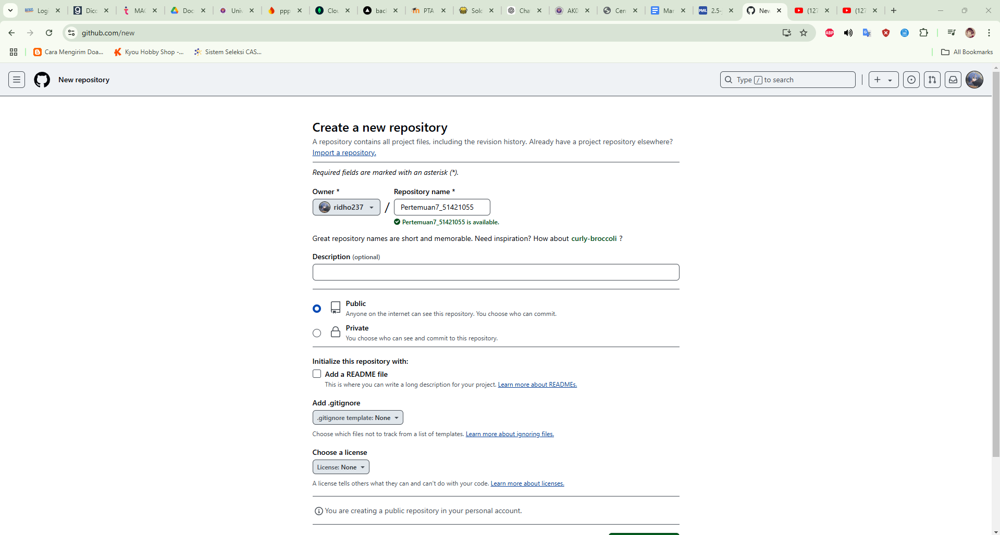 Logi
Dicc
MA
Doc
Univ
ppp
Clou
back
PTA
Solo
Cha
AK0
Cen
Mar
2.5-
New
(127
(127
github.com/new
ABP
Cara Mengirim Doa...
Kyou Hobby Shop -...
Sistem Seleksi CAS...
All Bookmarks
New repository
Type / to search
Create a new repository
A repository contains all project files, including the revision history. Already have a project repository elsewhere?
Import a repository.
Required fields are marked with an asterisk (*).
Owner *
Repository name *
ridho237
/
Pertemuan7_51421055
Pertemuan7_51421055 is available.
Great repository names are short and memorable. Need inspiration? How about curly-broccoli ?
Description (optional)
Public
Anyone on the internet can see this repository. You choose who can commit.
Private
You choose who can see and commit to this repository.
Initialize this repository with:
Add a README file
This is where you can write a long description for your project. Learn more about READMEs.
Add .gitignore
.gitignore template: None
Choose which files not to track from a list of templates. Learn more about ignoring files.
Choose a license
License: None
A license tells others what they can and can't do with your code. Learn more about licenses.
You are creating a public repository in your personal account.